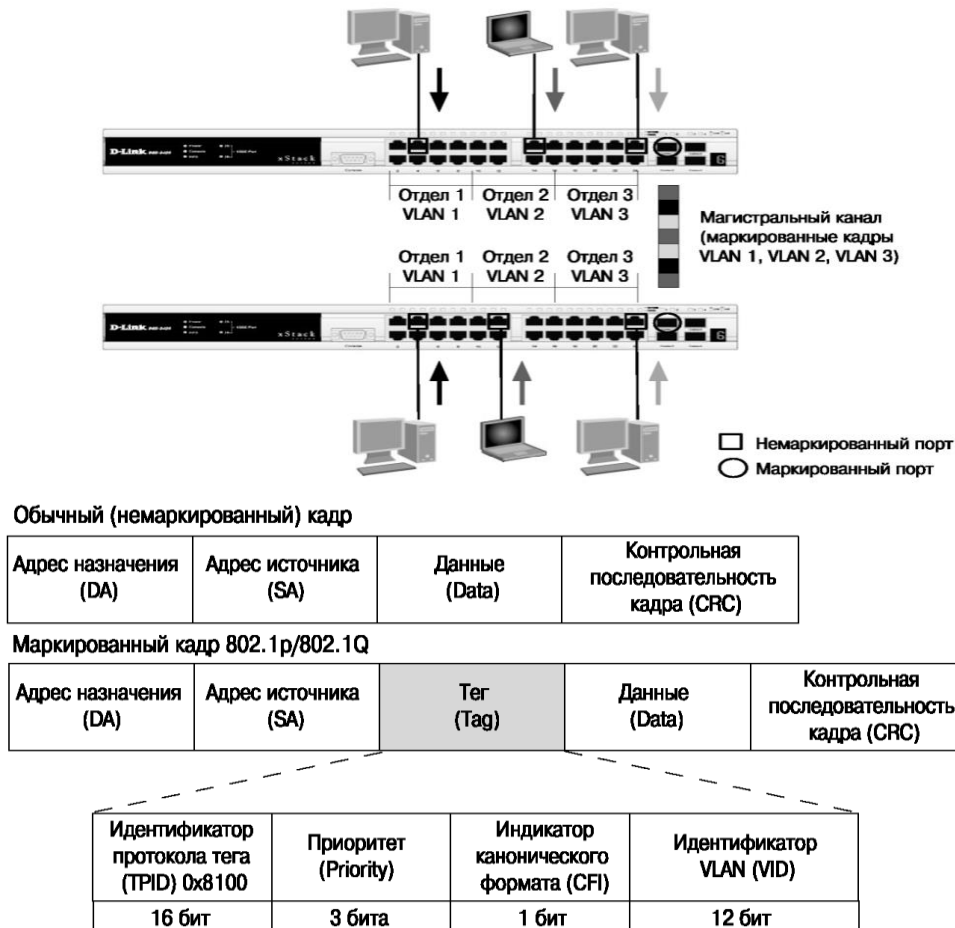 D-Link
xStack
Отдел 1 Отдел 2 Отдел 3
VLAN 1 VLAN 2 VLAN 3
Магистральный канал
(маркированные кадры
VLAN 1, VLAN 2, VLAN 3)
Отдел 1 Отдел 2 Отдел 3
VLAN 1 VLAN 2 VLAN 3
D-Link
xStack
Немаркированный порт
Маркированный порт
Обычный (немаркированный) кадр
Адрес назначения
(DA)
Адрес источника
(SA)
Данные
(Data)
Контрольная
последовательность
кадра (CRC)
Маркированный кадр 802.1p/802.1Q
Адрес назначения
(DA)
Адрес источника
(SA)
Тег
(Tag)
Данные
(Data)
Контрольная
последовательность
кадра (CRC)
Идентификатор
протокола тега
(TPID) 0x8100
Приоритет
(Priority)
Индикатор
канонического
формата (CFI)
Идентификатор
VLAN (VID)
16 бит
3 бита
1 бит
12 бит